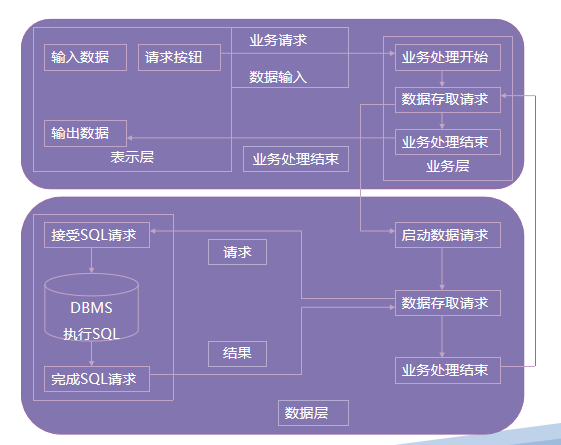 输入数据
请求按钮
业务请求
数据输入
业务处理开始
数据存取请求
业务处理结束
业务层
输出数据
表示层
业务处理结束
接受SQL请求
请求
启动数据请求
DBMS
执行SQL
数据存取请求
结果
完成SQL请求
业务处理结束
数据层